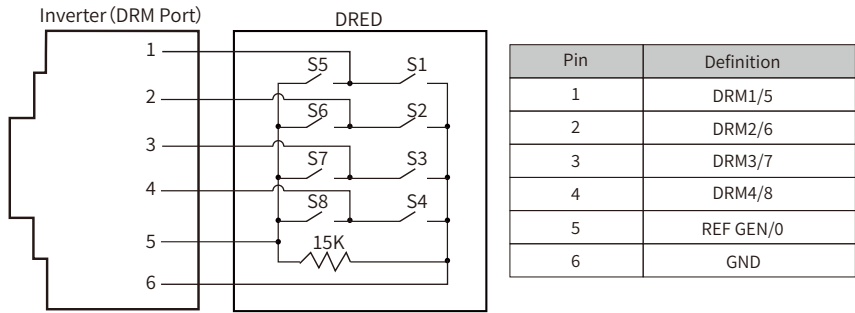 Inverter (DRM Port)
DRED
1
2
3
4
5
6
S5
S1
S6
S2
S7
S3
S8
S4
15K
Pin Definition
1 DRM1/5
2 DRM2/6
3 DRM3/7
4 DRM4/8
5 REF GEN/0
6 GND